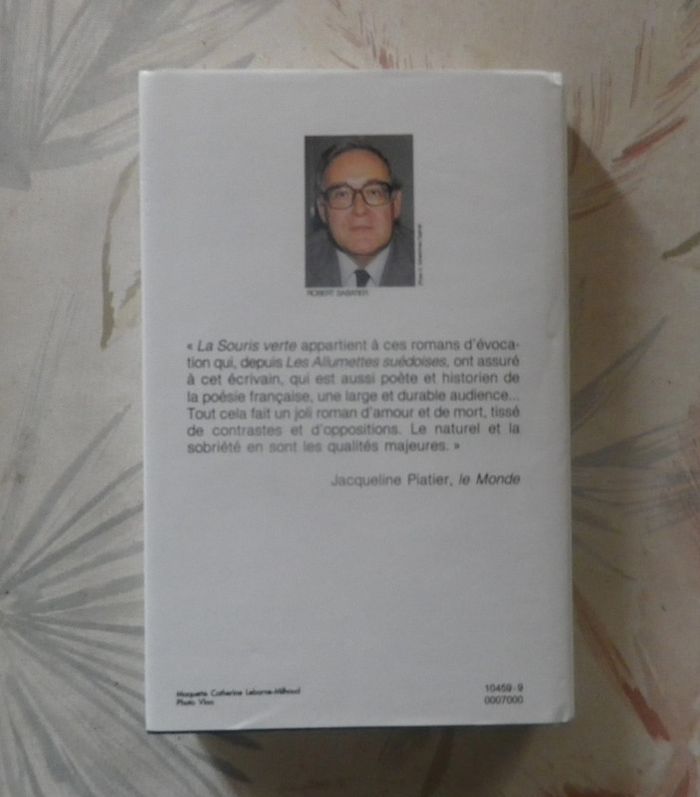 ROBERT SABATIER
« La Souris verte appartient à ces romans d'évoca-
tion qui, depuis Les Allumettes suédoises, ont assuré
à cet écrivain, qui est aussi poète et historien de
la poésie française, une large et durable audience...
Tout cela fait un joli roman d'amour et de mort, tissé
de contrastes et d'oppositions. Le naturel et la
sobriété en sont les qualités majeures. »
Jacqueline Piatier, le Monde
Maquette Catherine Leborne-Milhaud
Photo Vloo
10459-9
0007000